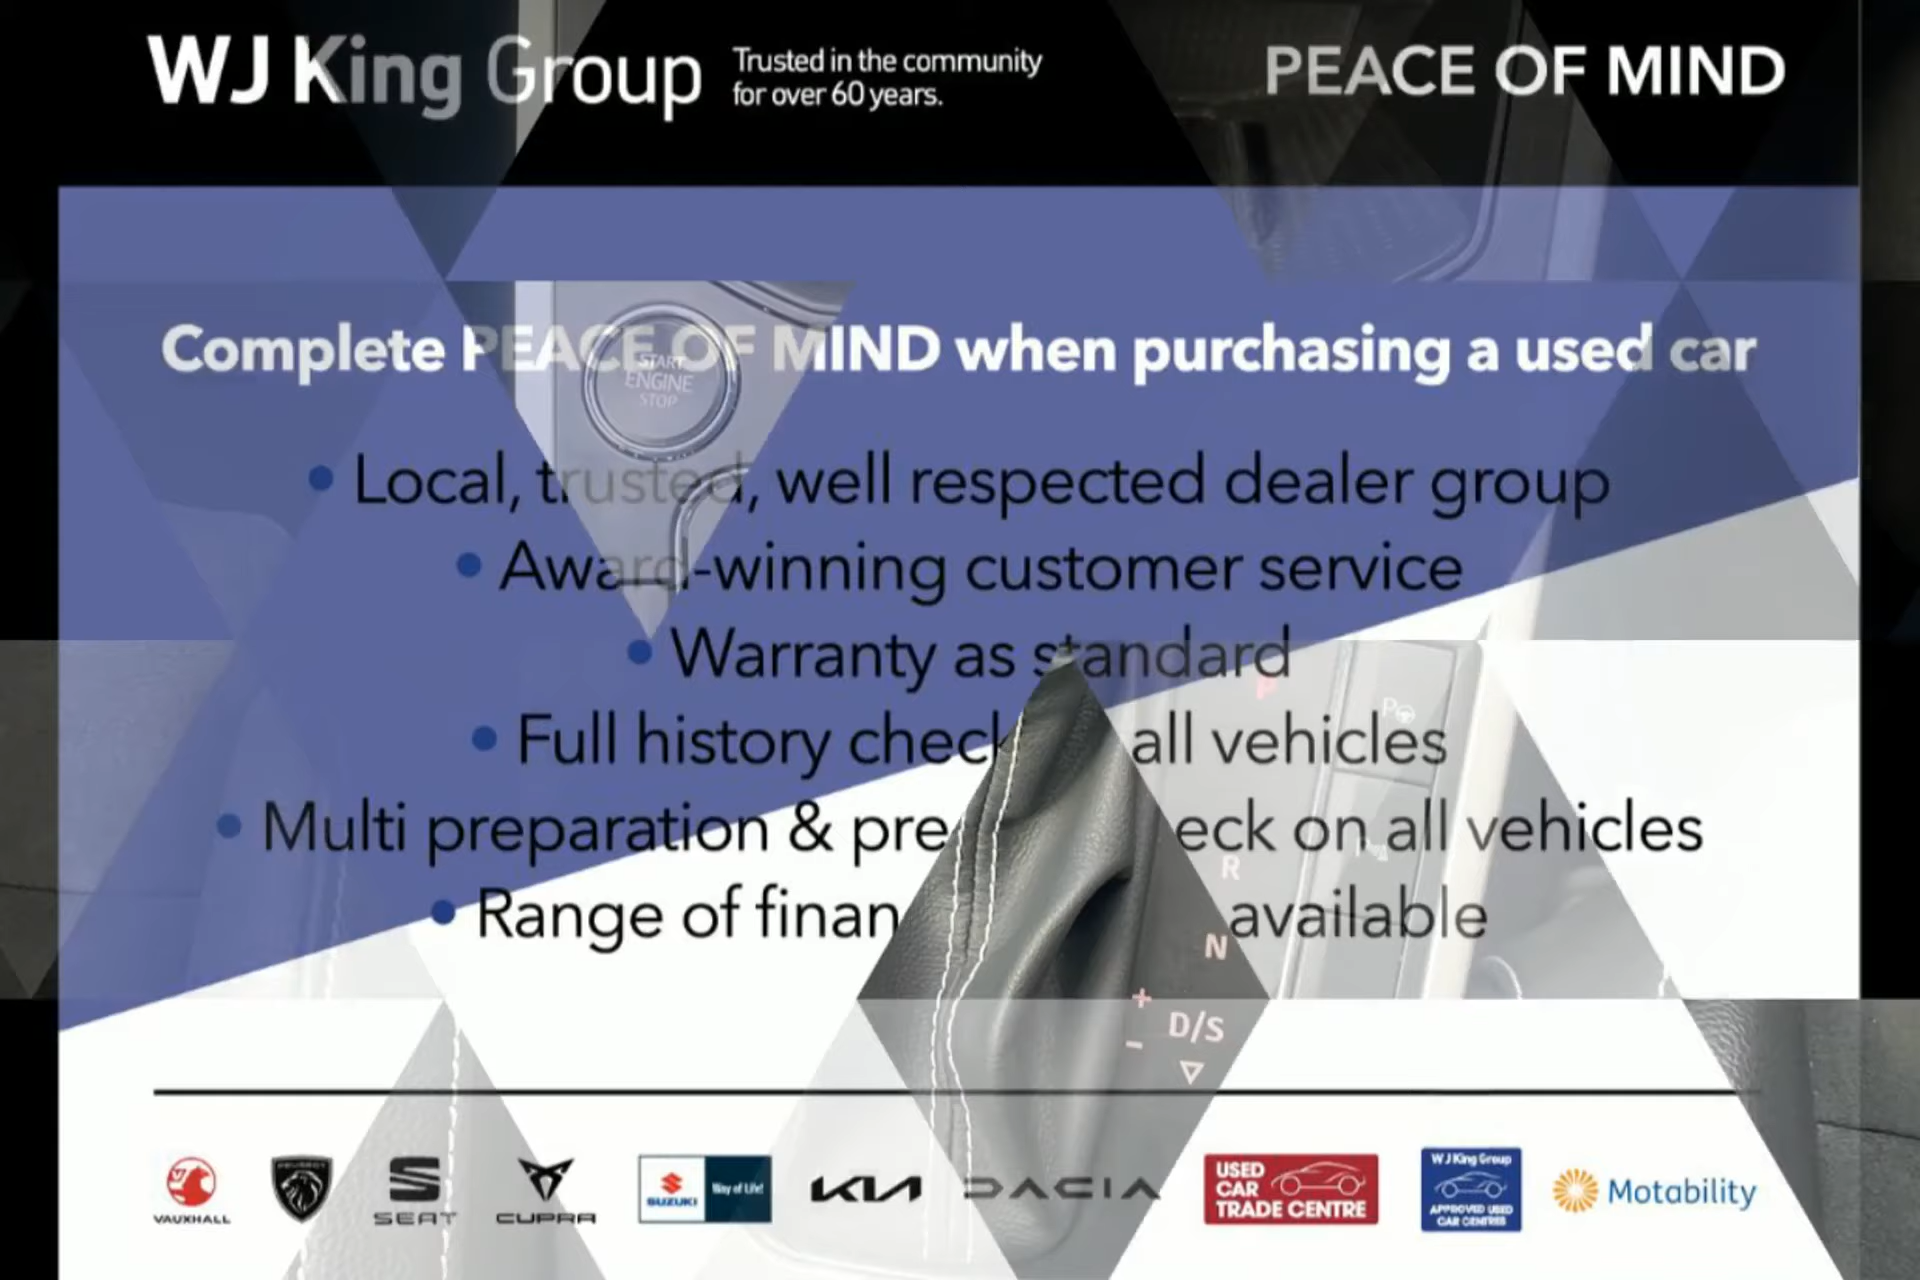 WJ King Group
Trusted in the community
for over 60 years.
PEACE OF MIND
Complete PEACE OF MIND when purchasing a used car
START
ENGINE
STOP
• Local, trusted, well respected dealer group
• Award-winning customer service
• Warranty as standard
P
P
• Full history check all vehicles
• Multi preparation & pre eck on all vehicles
P
R
• Range of finan available
N
+ D/S
-
VAUXHALL
PEUGEOT
SEAT
CUPRA
SUZUKI
Way of Life!
KIA
DACIA
USED
CAR
TRADE CENTRE
WJ King Group
APPROVED USED
CAR CENTRES
Motability